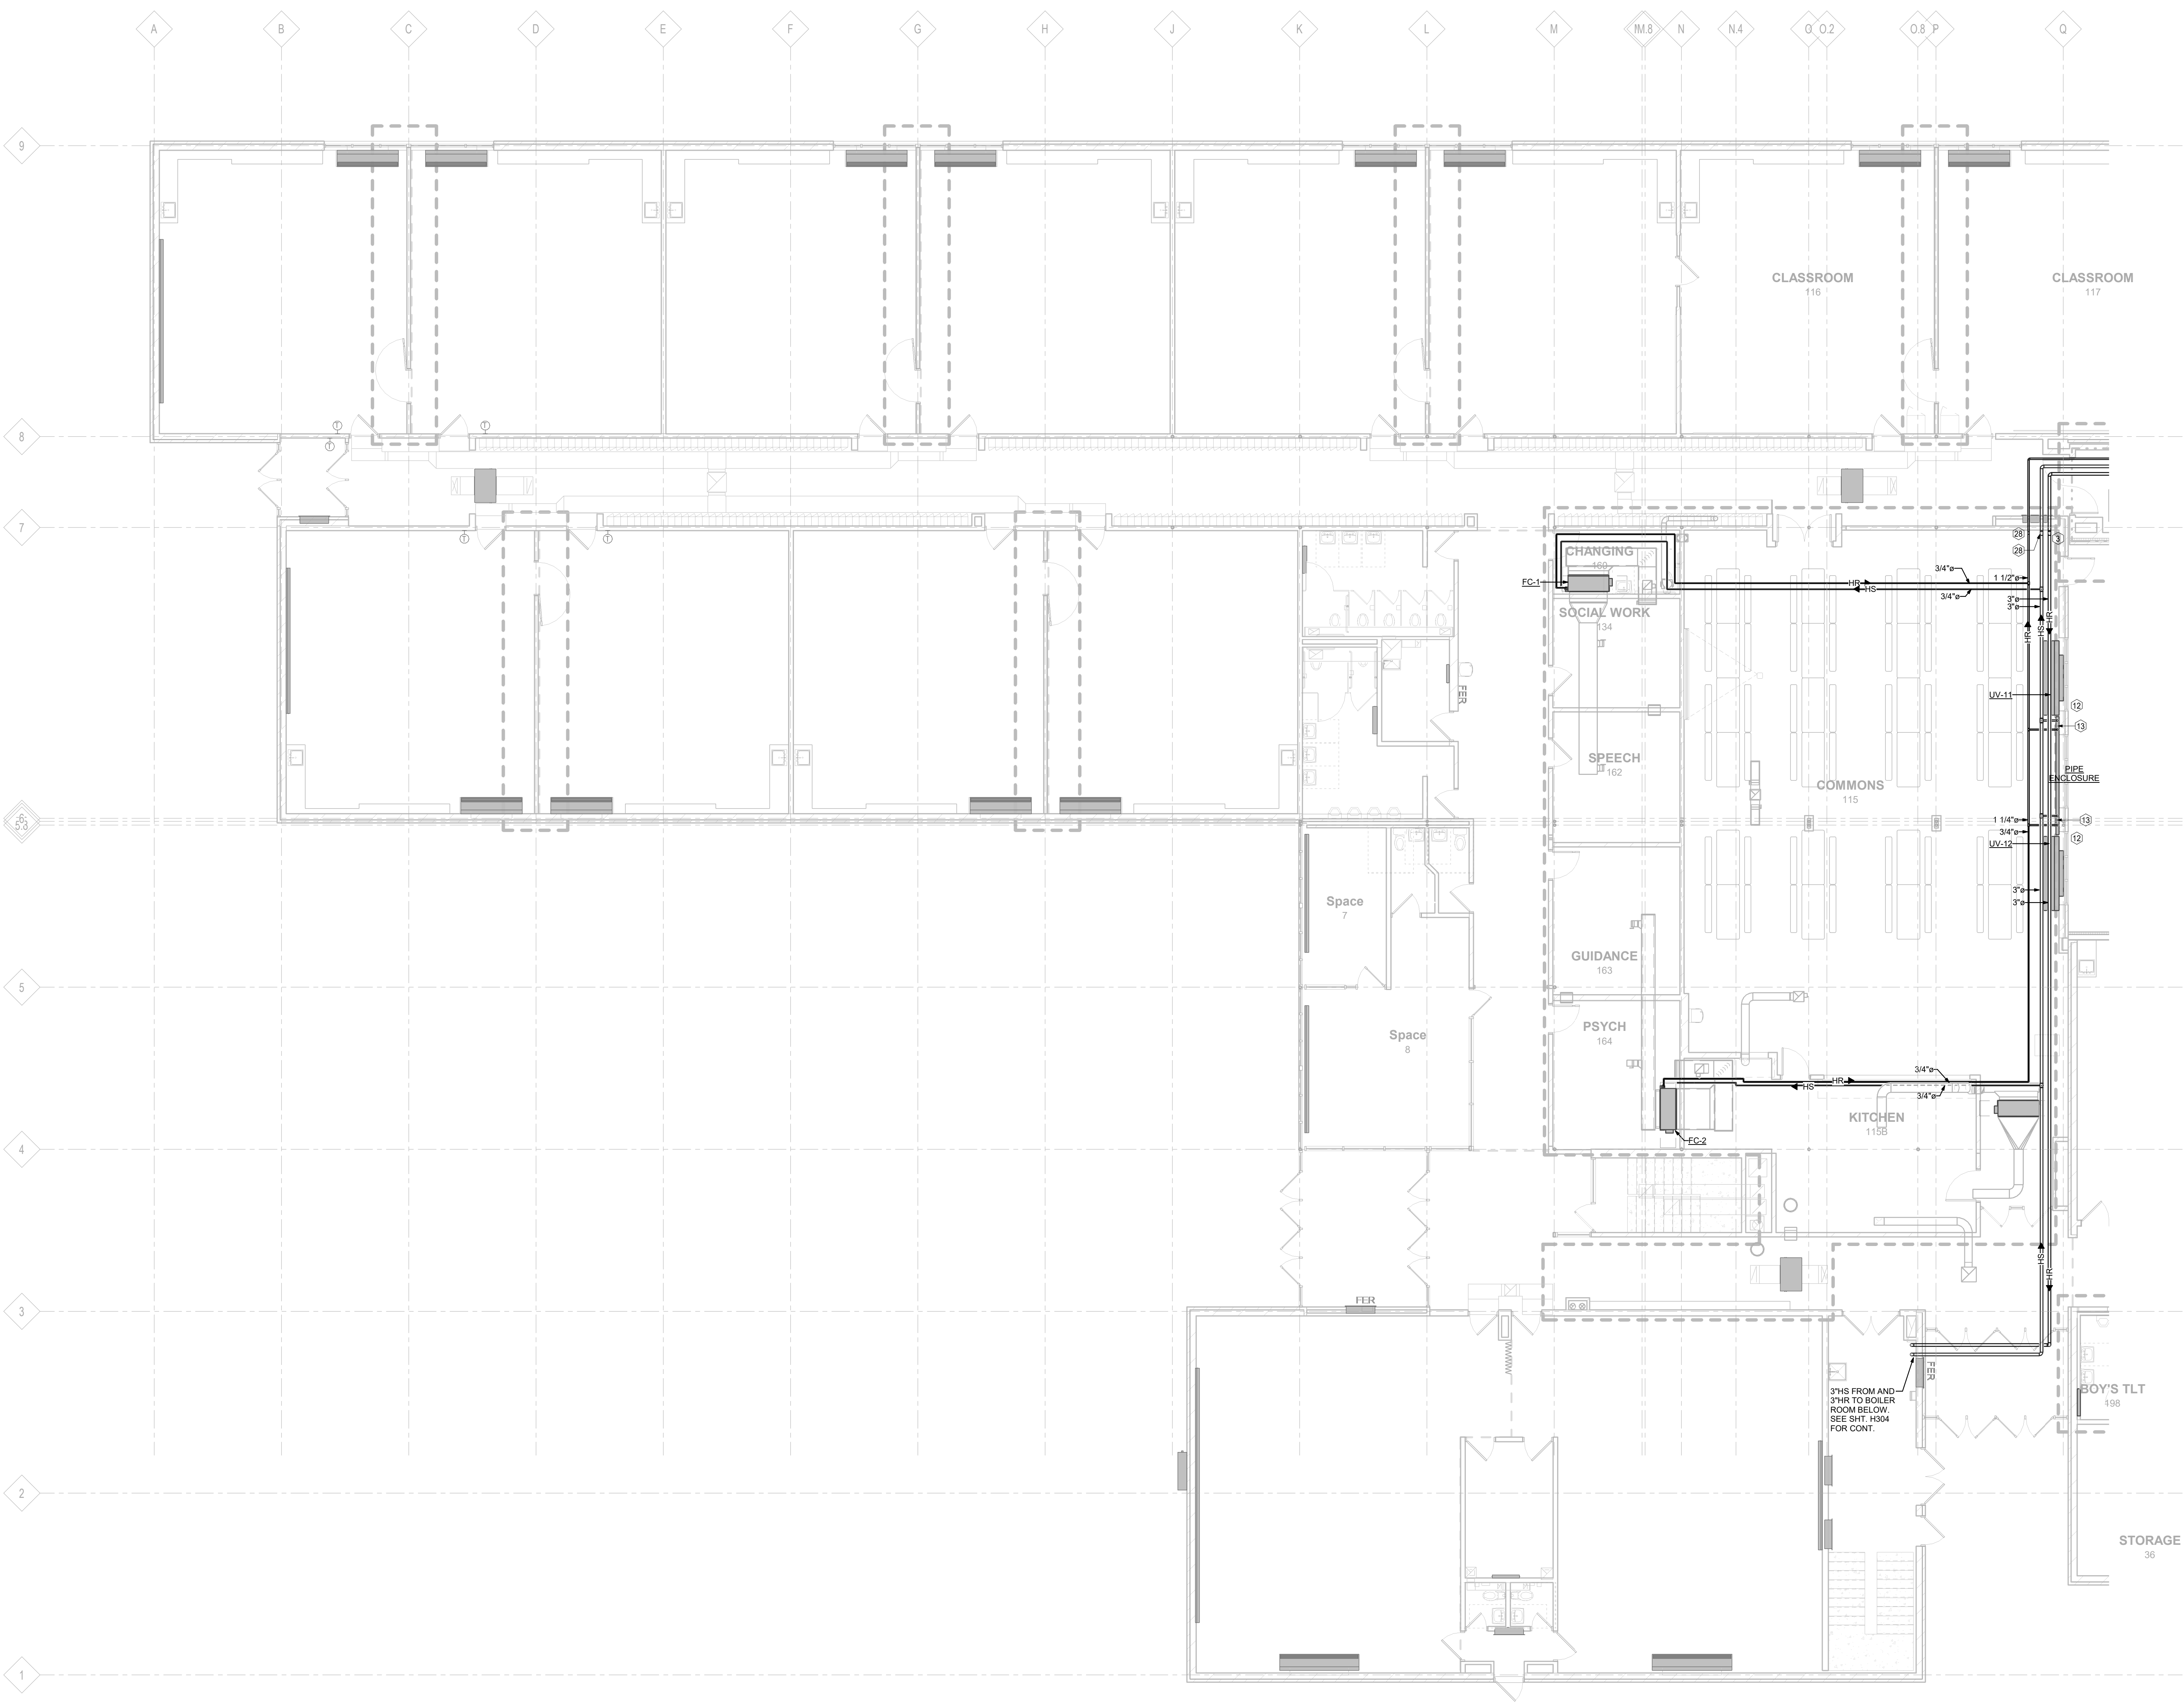 A
B
C
D
E
F
G
H
J
K
L
M
M.8
N
N.4
O
O.2
O.8
P
Q
9
8
7
6
5.8
5
4
3
2
1
CLASSROOM
116
CLASSROOM
117
T
T
T
T
T
CHANGING
160
FC-1
HR
HS
3/4"ø
3/4"ø
1 1/2"ø
28
28
3
3"ø
3"ø
HR
HS
HR
SOCIAL WORK
134
FER
UV-11
12
13
SPEECH
162
PIPE
ENCLOSURE
COMMONS
115
1 1/4"ø
13
3/4"ø
12
UV-12
3"ø
3"ø
Space
7
GUIDANCE
163
Space
8
PSYCH
164
3/4"ø
HR
HS
3/4"ø
KITCHEN
115B
FC-2
HS
HR
FER
FER
3"HS FROM AND
3"HR TO BOILER
ROOM BELOW.
SEE SHT. H304
FOR CONT.
BOY'S TLT
198
STORAGE
36